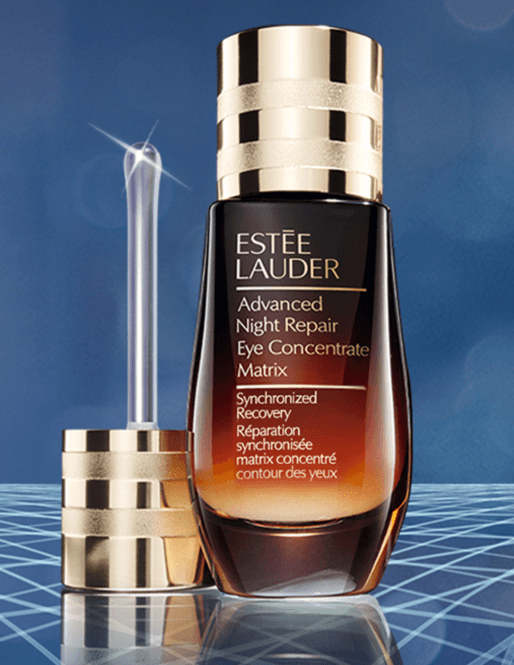 ESTĒE
LAUDER
Advanced
Night Repair
Eye Concentrate
Matrix
Synchronized
Recovery
Réparation
synchronisée
matrix concentré
contour des yeux